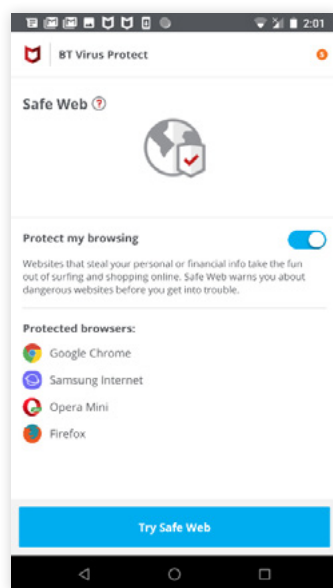 2:01
BT Virus Protect
Safe Web ?
Protect my browsing
Websites that steal your personal or financial info take the fun
out of surfing and shopping online. Safe Web warns you about
dangerous websites before you get into trouble.
Protected browsers:
Google Chrome
Samsung Internet
Opera Mini
Firefox
Try Safe Web